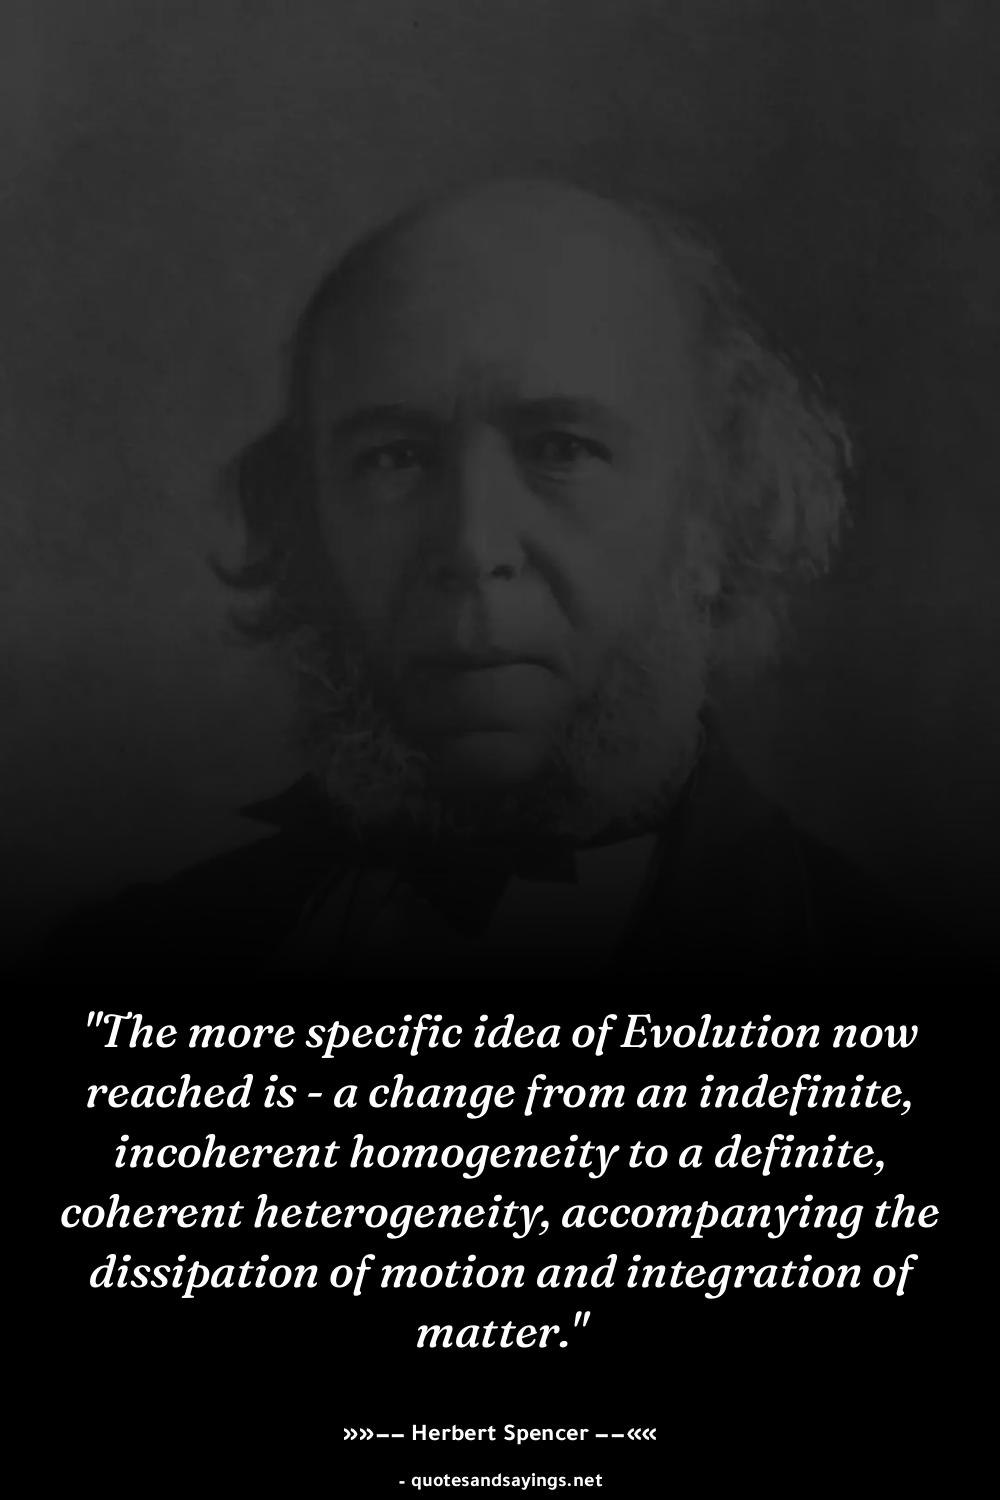 "The more specific idea of Evolution now
reached is - a change from an indefinite,
incoherent homogeneity to a definite,
coherent heterogeneity, accompanying the
dissipation of motion and integration of
matter."
»»−− Herbert Spencer −−««
- quotesandsayings.net